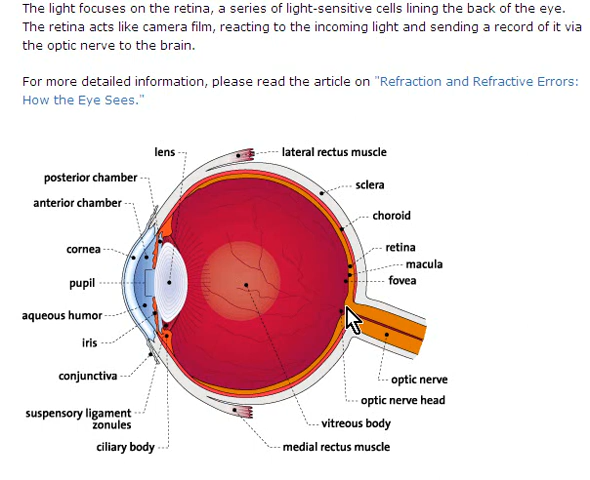 The light focuses on the retina, a series of light-sensitive cells lining the back of the eye.
The retina acts like camera film, reacting to the incoming light and sending a record of it via
the optic nerve to the brain.
For more detailed information, please read the article on "Refraction and Refractive Errors:
How the Eye Sees."
lens
lateral rectus muscle
posterior chamber
sclera
anterior chamber
choroid
cornea
retina
macula
pupil
fovea
aqueous humor
iris
conjunctiva
optic nerve
optic nerve head
suspensory ligament
zonules
vitreous body
ciliary body
medial rectus muscle